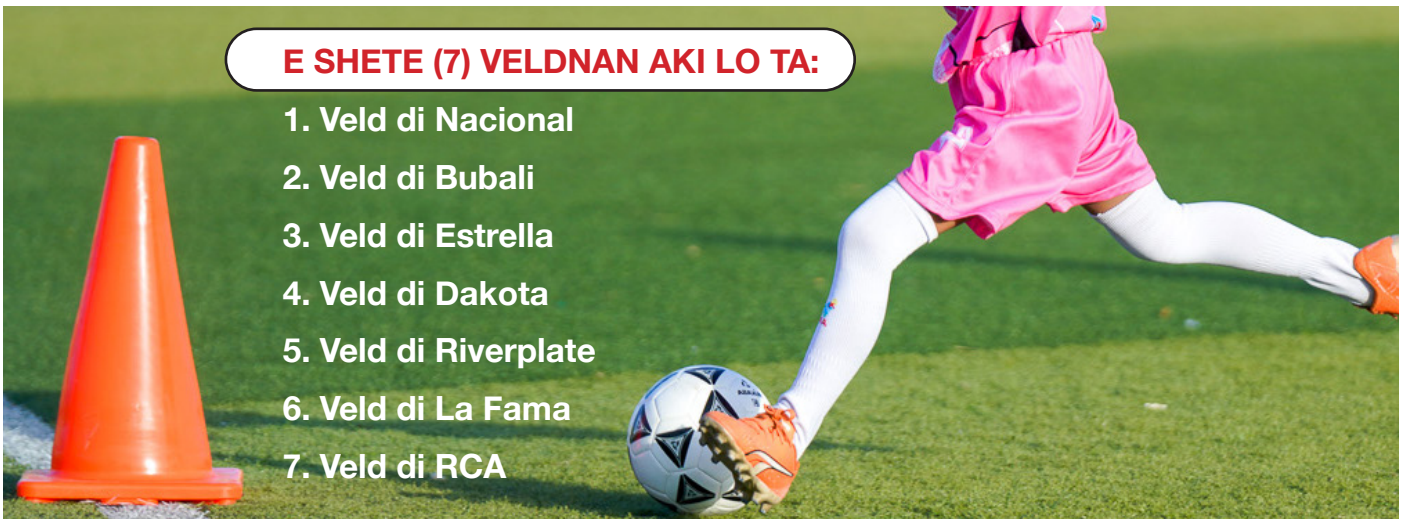 E SHETE (7) VELDNAN AKI LO TA:
1. Veld di Nacional
2. Veld di Bubali
3. Veld di Estrella
4. Veld di Dakota
5. Veld di Riverplate
6. Veld di La Fama
7. Veld di RCA